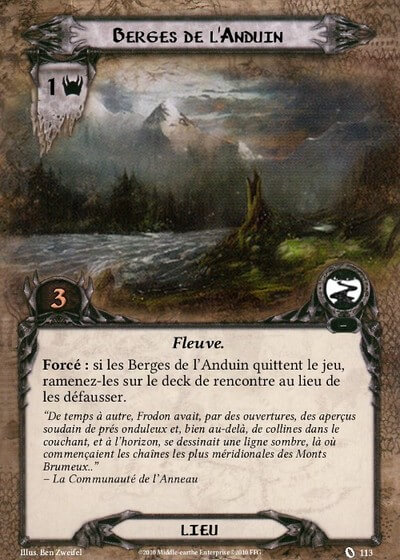 BERGES DE L'ANDUIN
1
3
–
Fleuve.
Forcé : si les Berges de l'Anduin quittent le jeu,
ramenez-les sur le deck de rencontre au lieu de
les défausser.
"De temps à autre, Frodon avait, par des ouvertures, des aperçus
soudain de prés onduleux et, bien au-delà, de collines dans le
couchant, et à l'horizon, se dessinait une ligne sombre, là où
commençaient les chaînes les plus méridionales des Monts
Brumeux.."
– La Communauté de l'Anneau
LIEU
Illus. Ben Zweifel
©2010 Middle-earthe Enterprise ©2010 FFG
113